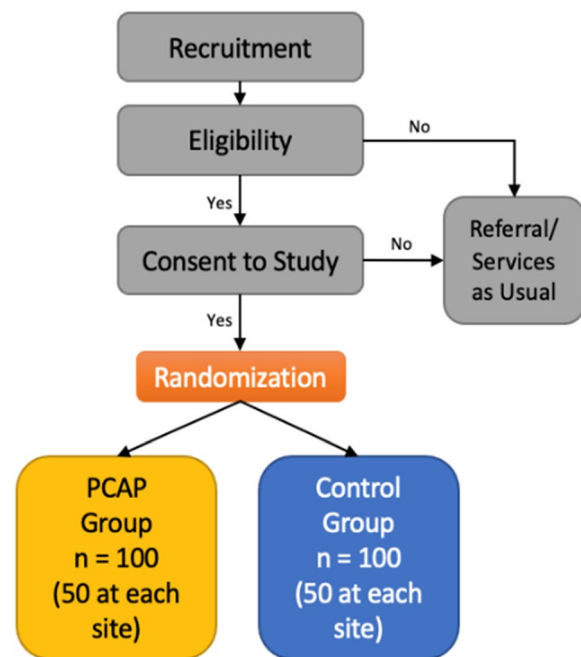 Recruitment
Eligibility
No
Yes
Consent to Study
No
Referral/
Services
as Usual
Yes
Randomization
PCAP
Group
n = 100
(50 at each
site)
Control
Group
n = 100
(50 at each
site)